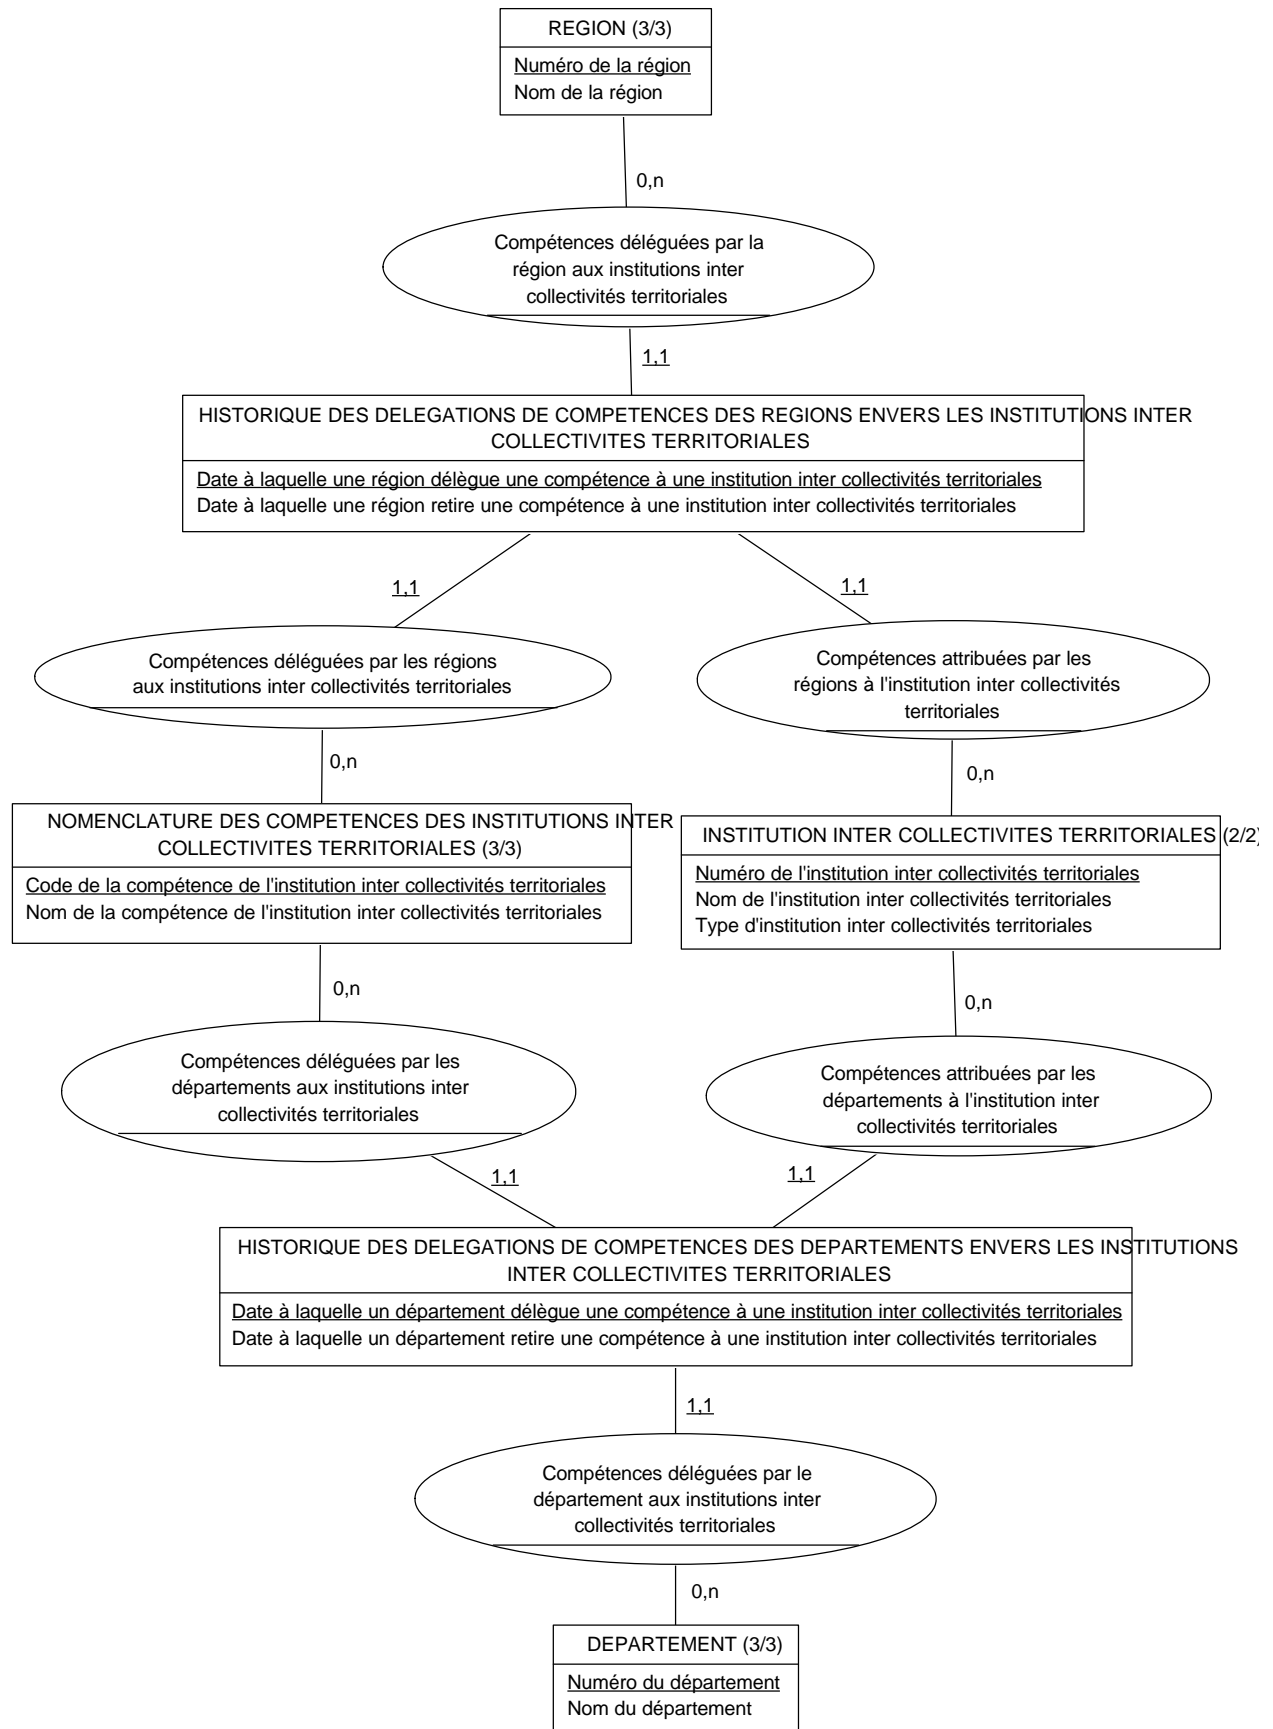 REGION (3/3)
Numéro de la région
Nom de la région
0,n
Compétences déléguées par la
région aux institutions inter
collectivités territoriales
1,1
HISTORIQUE DES DELEGATIONS DE COMPETENCES DES REGIONS ENVERS LES INSTITUTIONS INTER
COLLECTIVITES TERRITORIALES
Date à laquelle une région délègue une compétence à une institution inter collectivités territoriales
Date à laquelle une région retire une compétence à une institution inter collectivités territoriales
1,1
1,1
Compétences déléguées par les régions
aux institutions inter collectivités territoriales
Compétences attribuées par les
régions à l'institution inter collectivités
territoriales
0,n
0,n
NOMENCLATURE DES COMPETENCES DES INSTITUTIONS INTER
COLLECTIVITES TERRITORIALES (3/3)
Code de la compétence de l'institution inter collectivités territoriales
Nom de la compétence de l'institution inter collectivités territoriales
INSTITUTION INTER COLLECTIVITES TERRITORIALES (2/2)
Numéro de l'institution inter collectivités territoriales
Nom de l'institution inter collectivités territoriales
Type d'institution inter collectivités territoriales
0,n
0,n
Compétences déléguées par les
départements aux institutions inter
collectivités territoriales
Compétences attribuées par les
départements à l'institution inter
collectivités territoriales
1,1
1,1
HISTORIQUE DES DELEGATIONS DE COMPETENCES DES DEPARTEMENTS ENVERS LES INSTITUTIONS
INTER COLLECTIVITES TERRITORIALES
Date à laquelle un département délègue une compétence à une institution inter collectivités territoriales
Date à laquelle un département retire une compétence à une institution inter collectivités territoriales
1,1
Compétences déléguées par le
département aux institutions inter
collectivités territoriales
0,n
DEPARTEMENT (3/3)
Numéro du département
Nom du département